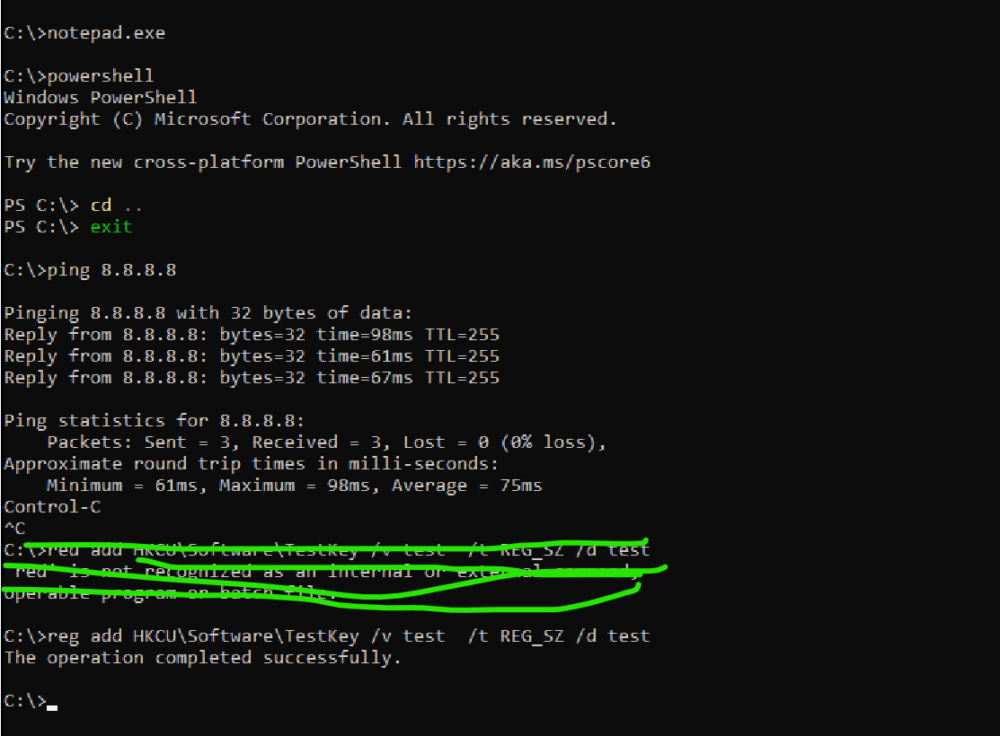 C:\>notepad.exe
C:\>powershell
Windows PowerShell
Copyright (C) Microsoft Corporation. All rights reserved.
Try the new cross-platform PowerShell https://aka.ms/pscore6
PS C:\> cd ..
PS C:\> exit
C:\>ping 8.8.8.8
Pinging 8.8.8.8 with 32 bytes of data:
Reply from 8.8.8.8: bytes=32 time=98ms TTL=255
Reply from 8.8.8.8: bytes=32 time=61ms TTL=255
Reply from 8.8.8.8: bytes=32 time=67ms TTL=255
Ping statistics for 8.8.8.8:
    Packets: Sent = 3, Received = 3, Lost = 0 (0% loss),
Approximate round trip times in milli-seconds:
    Minimum = 61ms, Maximum = 98ms, Average = 75ms
Control-C
^C
C:\>red add HKCU\Software\TestKey /v test  /t REG_SZ /d test
'red' is not recognized as an internal or external command,
operable program or batch file.
C:\>reg add HKCU\Software\TestKey /v test  /t REG_SZ /d test
The operation completed successfully.
C:\>